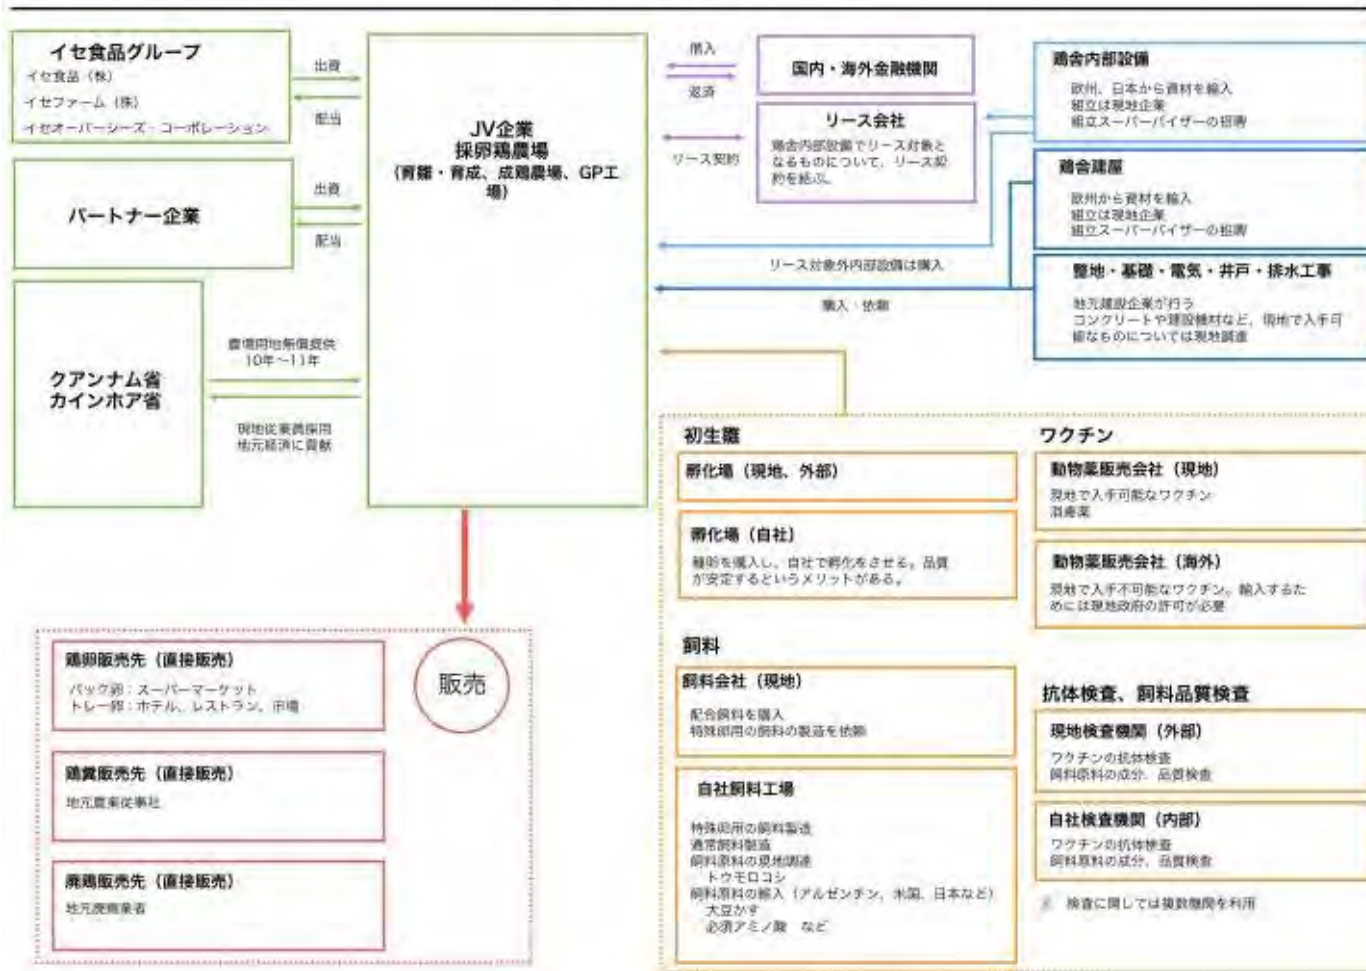 イセ食品グループ
イセ食品（株）
イセファーム（株）
イセオーバーシーズ・コーポレーション
出資
配当
パートナー企業
出資
配当
クアンナム省
カインホア省
農場用地無償提供
10年～11年
現地従業員採用
地元経済に貢献
JV企業
採卵鶏農場
（育雛・育成、成鶏農場、GP工
場）
借入
返済
リース契約
国内・海外金融機関
リース会社
鶏舎内部設備でリース対象と
なるものについて、リース契
約を結ぶ。
リース対象外内部設備は購入
購入・依頼
鶏舎内部設備
欧州、日本から資材を輸入
組立は現地企業
組立スーパーバイザーの招聘
鶏舎建屋
欧州から資材を輸入
組立は現地企業
組立スーパーバイザーの招聘
整地・基礎・電気・井戸・排水工事
地元建設企業が行う
コンクリートや建設機材など、現地で入手可
能なものについては現地調達
初生雛
孵化場（現地、外部）
孵化場（自社）
種卵を購入し、自社で孵化をさせる。品質
が安定するというメリットがある。
飼料
飼料会社（現地）
配合飼料を購入
特殊卵用の飼料の製造を依頼
自社飼料工場
特殊卵用の飼料製造
通常飼料製造
飼料原料の現地調達
トウモロコシ
飼料原料の輸入（アルゼンチン、米国、日本など）
大豆かす
必須アミノ酸　など
ワクチン
動物薬販売会社（現地）
現地で入手可能なワクチン
消毒薬
動物薬販売会社（海外）
現地で入手不可能なワクチン。輸入するた
めには現地政府の許可が必要
抗体検査、飼料品質検査
現地検査機関（外部）
ワクチンの抗体検査
飼料原料の成分、品質検査
自社検査機関（内部）
ワクチンの抗体検査
飼料原料の成分、品質検査
検査に関しては複数機関を利用
販売
鶏卵販売先（直接販売）
パック卵：スーパーマーケット
トレー卵：ホテル、レストラン、市場
鶏糞販売先（直接販売）
地元農業従事社
廃鶏販売先（直接販売）
地元廃鶏業者